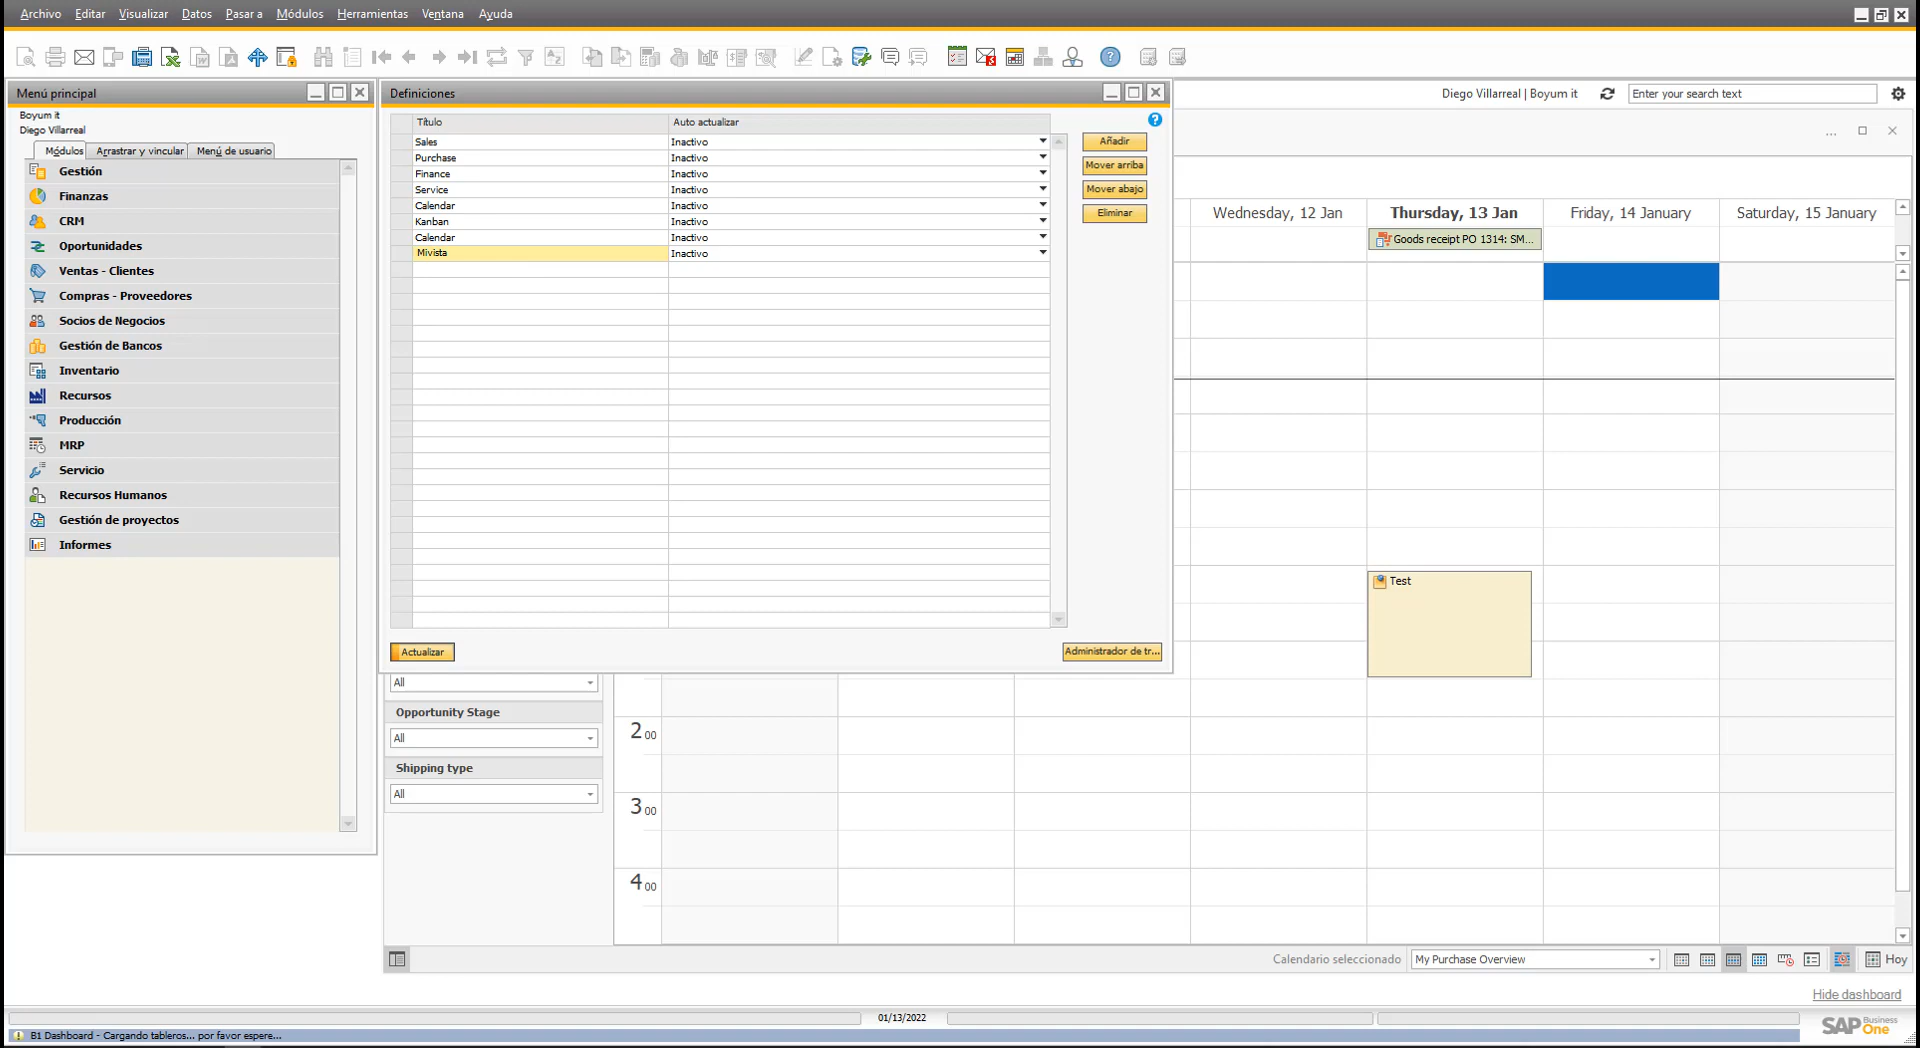 Archivo Editar Visualizar Datos Pasar a Módulos Herramientas Ventana Ayuda
Menú principal
Boyum it
Diego Villarreal
Módulos Arrastrar y vincular Menú de usuario
Gestión
Finanzas
CRM
Oportunidades
Ventas - Clientes
Compras - Proveedores
Socios de Negocios
Gestión de Bancos
Inventario
Recursos
Producción
MRP
Servicio
Recursos Humanos
Gestión de proyectos
Informes
Definiciones
Título Auto actualizar
Sales Inactivo
Purchase Inactivo
Finance Inactivo
Service Inactivo
Calendar Inactivo
Kanban Inactivo
Calendar Inactivo
Mivista Inactivo
Añadir
Mover arriba
Mover abajo
Eliminar
Actualizar
Administrador de tr...
Diego Villarreal | Boyum it Enter your search text
...
Wednesday, 12 Jan Thursday, 13 Jan Friday, 14 January Saturday, 15 January
Goods receipt PO 1314: SM...
Test
All
Opportunity Stage
All
Shipping type
All
2 00
3 00
4 00
Calendario seleccionado My Purchase Overview Hoy
Hide dashboard
01/13/2022
B1 Dashboard - Cargando tableros... por favor espere...
SAP Business One